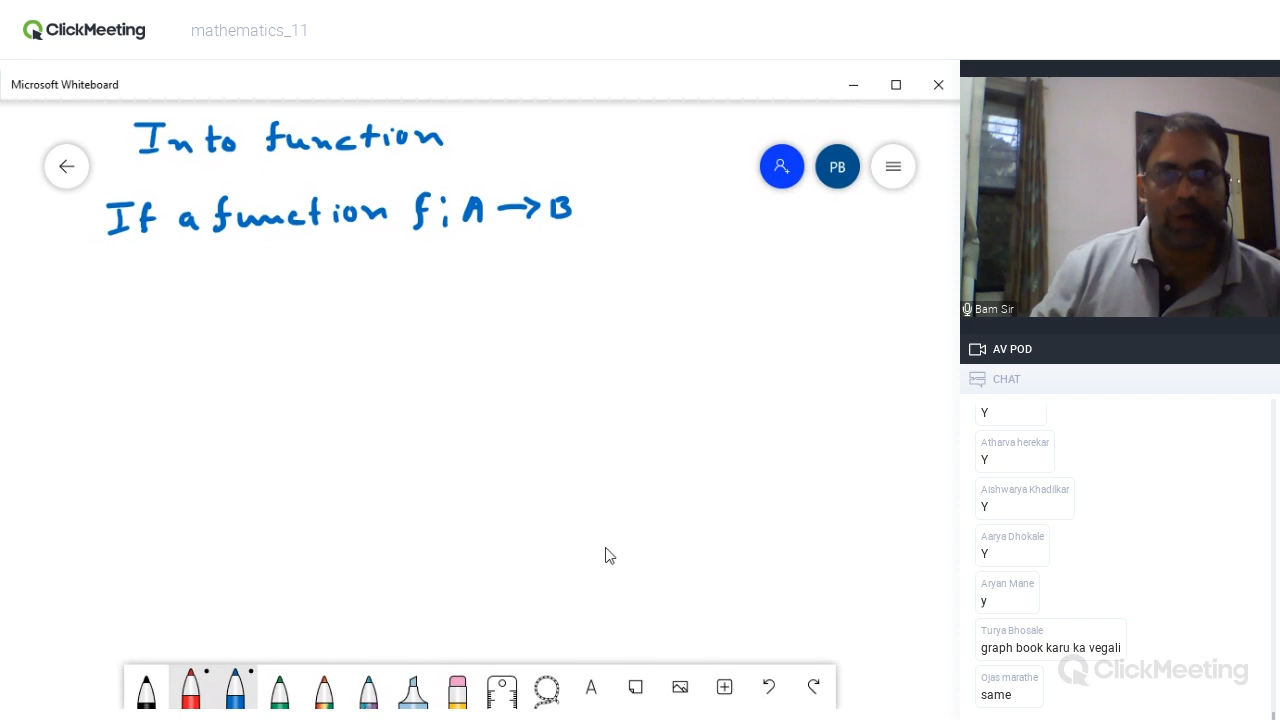 ClickMeeting mathematics_11
Microsoft Whiteboard
Into function
PB
If a function f: A → B
Bam Sir
AV POD
CHAT
Y
Atharva herekar
Y
Aishwarya Khadilkar
Y
Aarya Dhokale
Y
Aryan Mane
y
Turya Bhosale
graph book karu ka vegali
ClickMeeting
Ojas marathe
same
A